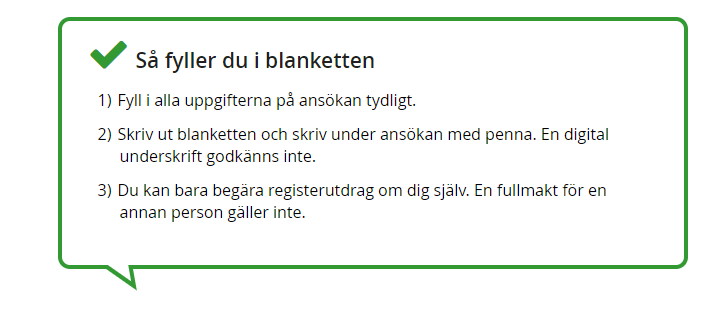 Så fyller du i blanketten
1) Fyll i alla uppgifterna på ansökan tydligt.
2) Skriv ut blanketten och skriv under ansökan med penna. En digital
underskrift godkänns inte.
3) Du kan bara begära registerutdrag om dig själv. En fullmakt för en
annan person gäller inte.